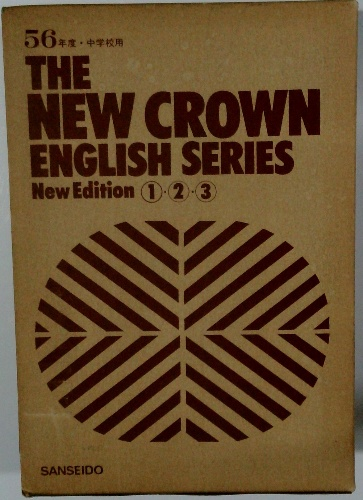 56年度・中学校用
THE
NEW CROWN
ENGLISH SERIES
New Edition ①・②・③
SANSEIDO